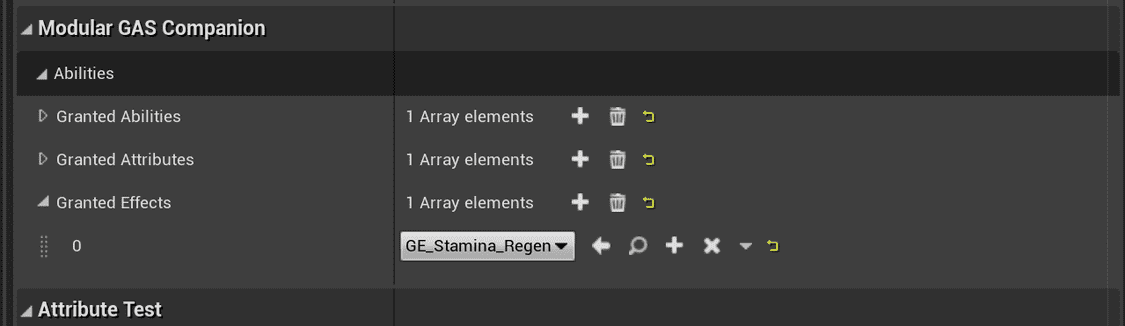 Modular GAS Companion
Abilities
Granted Abilities 1 Array elements
Granted Attributes 1 Array elements
Granted Effects 1 Array elements
0 GE_Stamina_Regen
Attribute Test